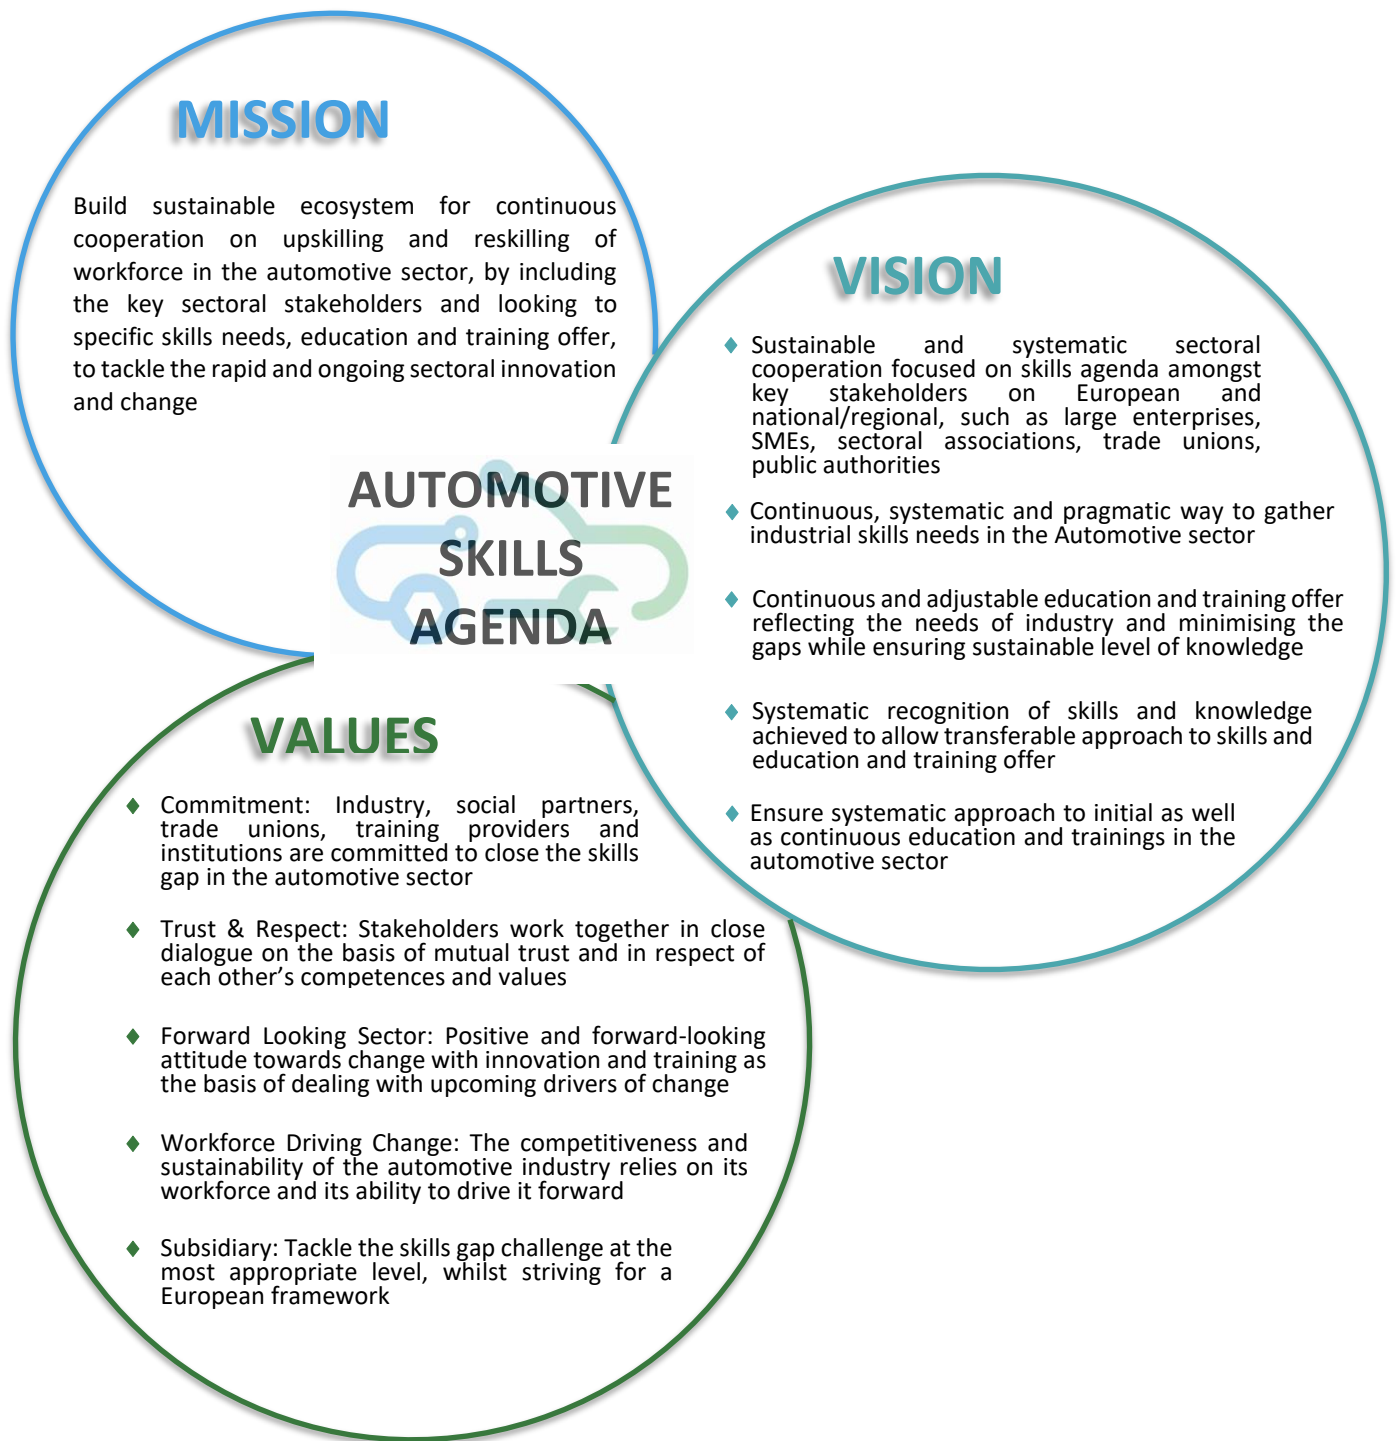 MISSION
Build sustainable ecosystem for continuous
cooperation on upskilling and reskilling of
workforce in the automotive sector, by including
the key sectoral stakeholders and looking to
specific skills needs, education and training offer,
to tackle the rapid and ongoing sectoral innovation
and change
VISION
♦ Sustainable and systematic sectoral
cooperation focused on skills agenda amongst
key stakeholders on European and
national/regional, such as large enterprises,
SMEs, sectoral associations, trade unions,
public authorities
♦ Continuous, systematic and pragmatic way to gather
industrial skills needs in the Automotive sector
♦ Continuous and adjustable education and training offer
reflecting the needs of industry and minimising the
gaps while ensuring sustainable level of knowledge
♦ Systematic recognition of skills and knowledge
achieved to allow transferable approach to skills and
education and training offer
♦ Ensure systematic approach to initial as well
as continuous education and trainings in the
automotive sector
AUTOMOTIVE
SKILLS
AGENDA
VALUES
♦ Commitment: Industry, social partners,
trade unions, training providers and
institutions are committed to close the skills
gap in the automotive sector
♦ Trust & Respect: Stakeholders work together in close
dialogue on the basis of mutual trust and in respect of
each other’s competences and values
♦ Forward Looking Sector: Positive and forward-looking
attitude towards change with innovation and training as
the basis of dealing with upcoming drivers of change
♦ Workforce Driving Change: The competitiveness and
sustainability of the automotive industry relies on its
workforce and its ability to drive it forward
♦ Subsidiary: Tackle the skills gap challenge at the
most appropriate level, whilst striving for a
European framework